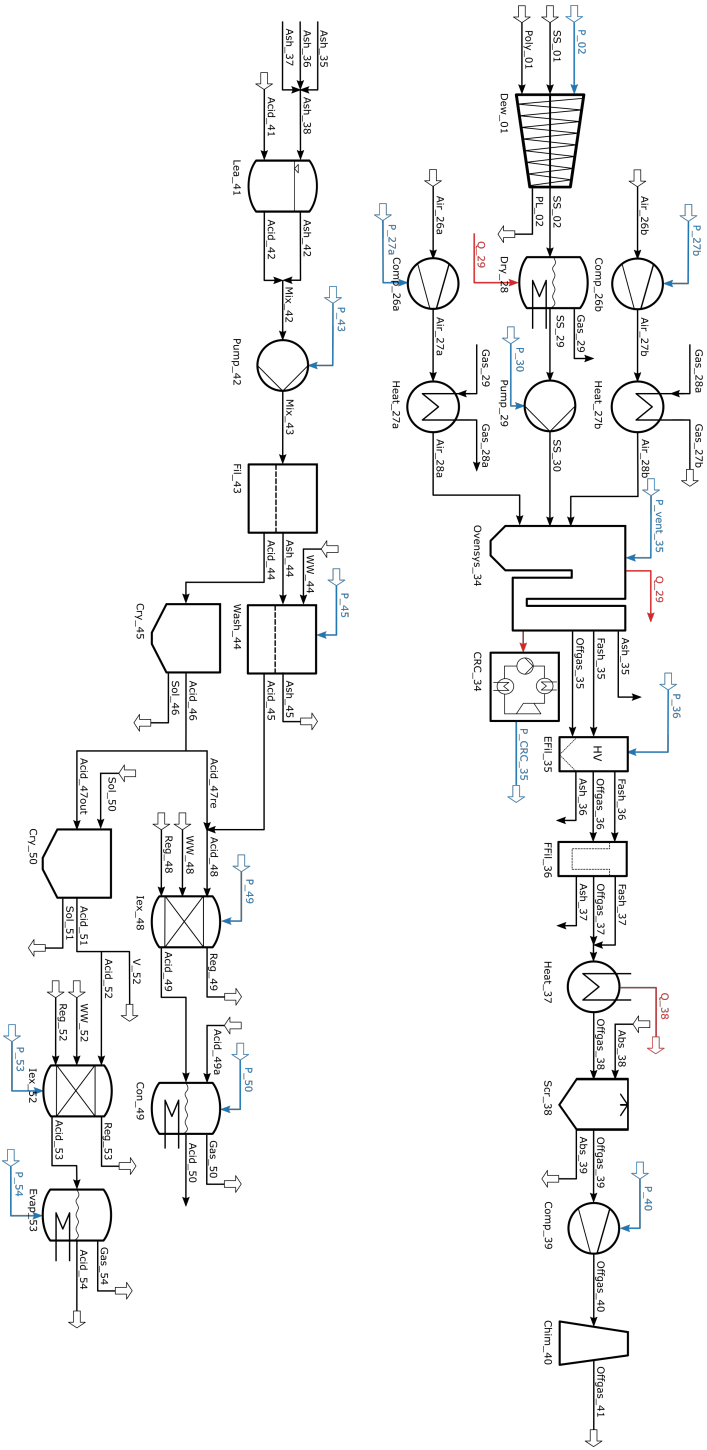 P_02
SS_01
Poly_01
Dew_01
SS_02
PL_02
Air_26b
P_27b
Comp_26b
Air_27b
Gas_28a
Gas_27b
Heat_27b
Air_28b
Q_29
Dry_28
Gas_29
SS_29
P_30
Pump_29
SS_30
Air_26a
P_27a
Comp_26a
Air_27a
Gas_29
Gas_28a
Heat_27a
Air_28a
P_vent_35
Ovensys_34
Q_29
Ash_35
Fash_35
Offgas_35
CRC_34
P_CRC_35
P_36
HV
EFil_35
Fash_36
Offgas_36
Ash_36
FFil_36
Fash_37
Offgas_37
Ash_37
Heat_37
Q_38
Offgas_38
Abs_38
Scr_38
Offgas_39
Abs_39
P_40
Comp_39
Offgas_40
Chim_40
Offgas_41
Ash_35
Ash_36
Ash_37
Ash_38
Acid_41
Lea_41
Ash_42
Acid_42
Mix_42
P_43
Pump_42
Mix_43
Fil_43
Ash_44
Acid_44
WW_44
P_45
Wash_44
Ash_45
Acid_45
Cry_45
Acid_46
Sol_46
Acid_47re
Acid_47out
Acid_48
WW_48
Reg_48
P_49
Iex_48
Reg_49
Acid_49
Acid_49a
P_50
Con_49
Gas_50
Acid_50
Sol_50
Cry_50
Acid_51
Sol_51
V_52
Acid_52
WW_52
Reg_52
P_53
Iex_52
Reg_53
Acid_53
P_54
Evap_53
Gas_54
Acid_54